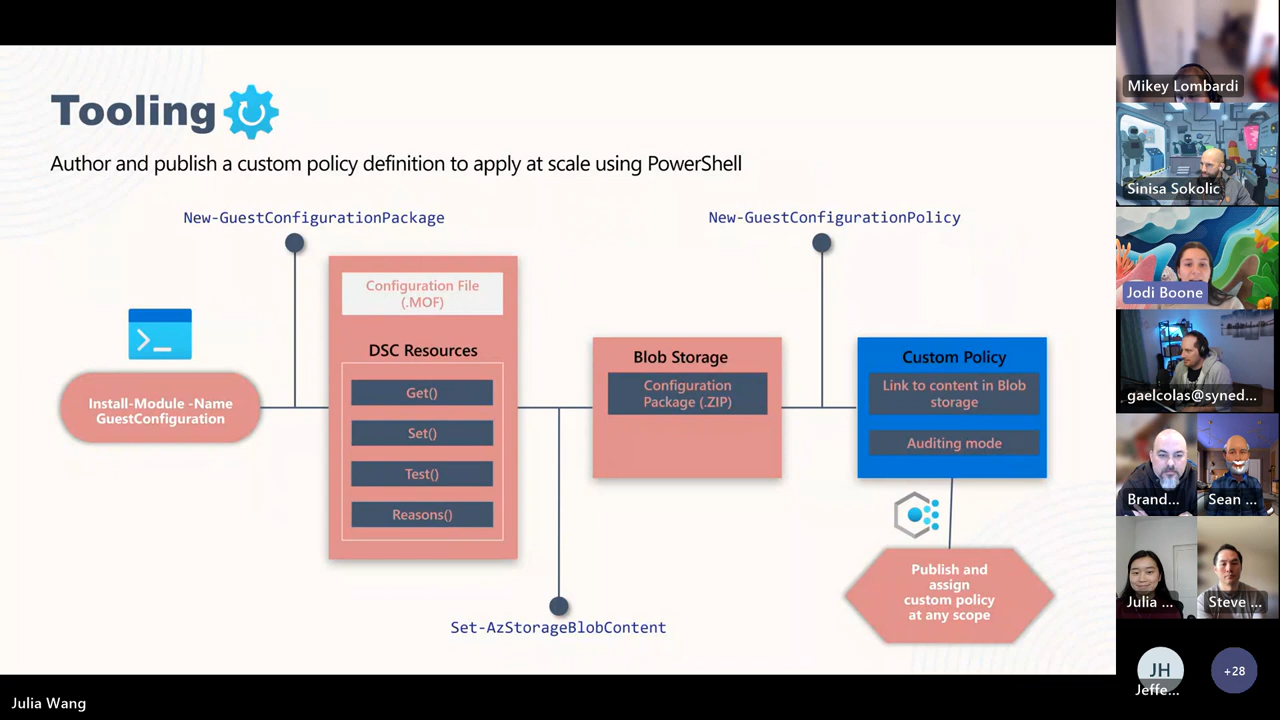 Tooling
Author and publish a custom policy definition to apply at scale using PowerShell
New-GuestConfigurationPackage
New-GuestConfigurationPolicy
Configuration File
(.MOF)
DSC Resources
Get()
Set()
Test()
Reasons()
Install-Module -Name
GuestConfiguration
Blob Storage
Configuration
Package (.ZIP)
Custom Policy
Link to content in Blob
storage
Auditing mode
Publish and
assign
custom policy
at any scope
Set-AzStorageBlobContent
Julia Wang
Mikey Lombardi
Sinisa Sokolic
Jodi Boone
gaelcolas@syned...
Brand...
Sean ...
Julia ...
Steve ...
JH
Jeffe...
+28